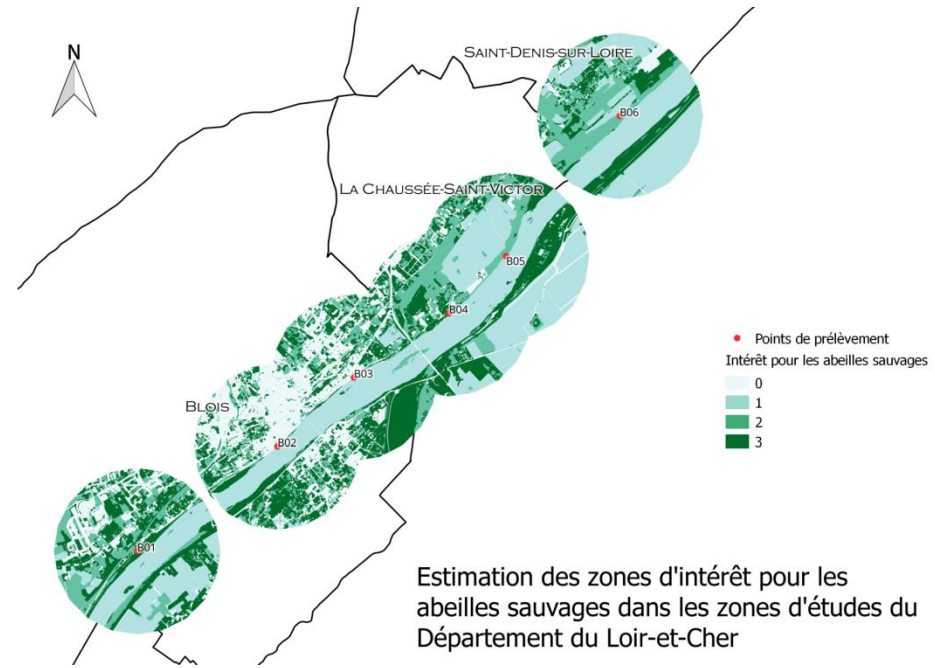 N
SAINT-DENIS-SUR-LOIRE
B06
LA CHAUSSÉE-SAINT-VICTOR
B05
B04
B03
BLOIS
B02
B01
Points de prélèvement
Intérêt pour les abeilles sauvages
0
1
2
3
Estimation des zones d'intérêt pour les
abeilles sauvages dans les zones d'études du
Département du Loir-et-Cher